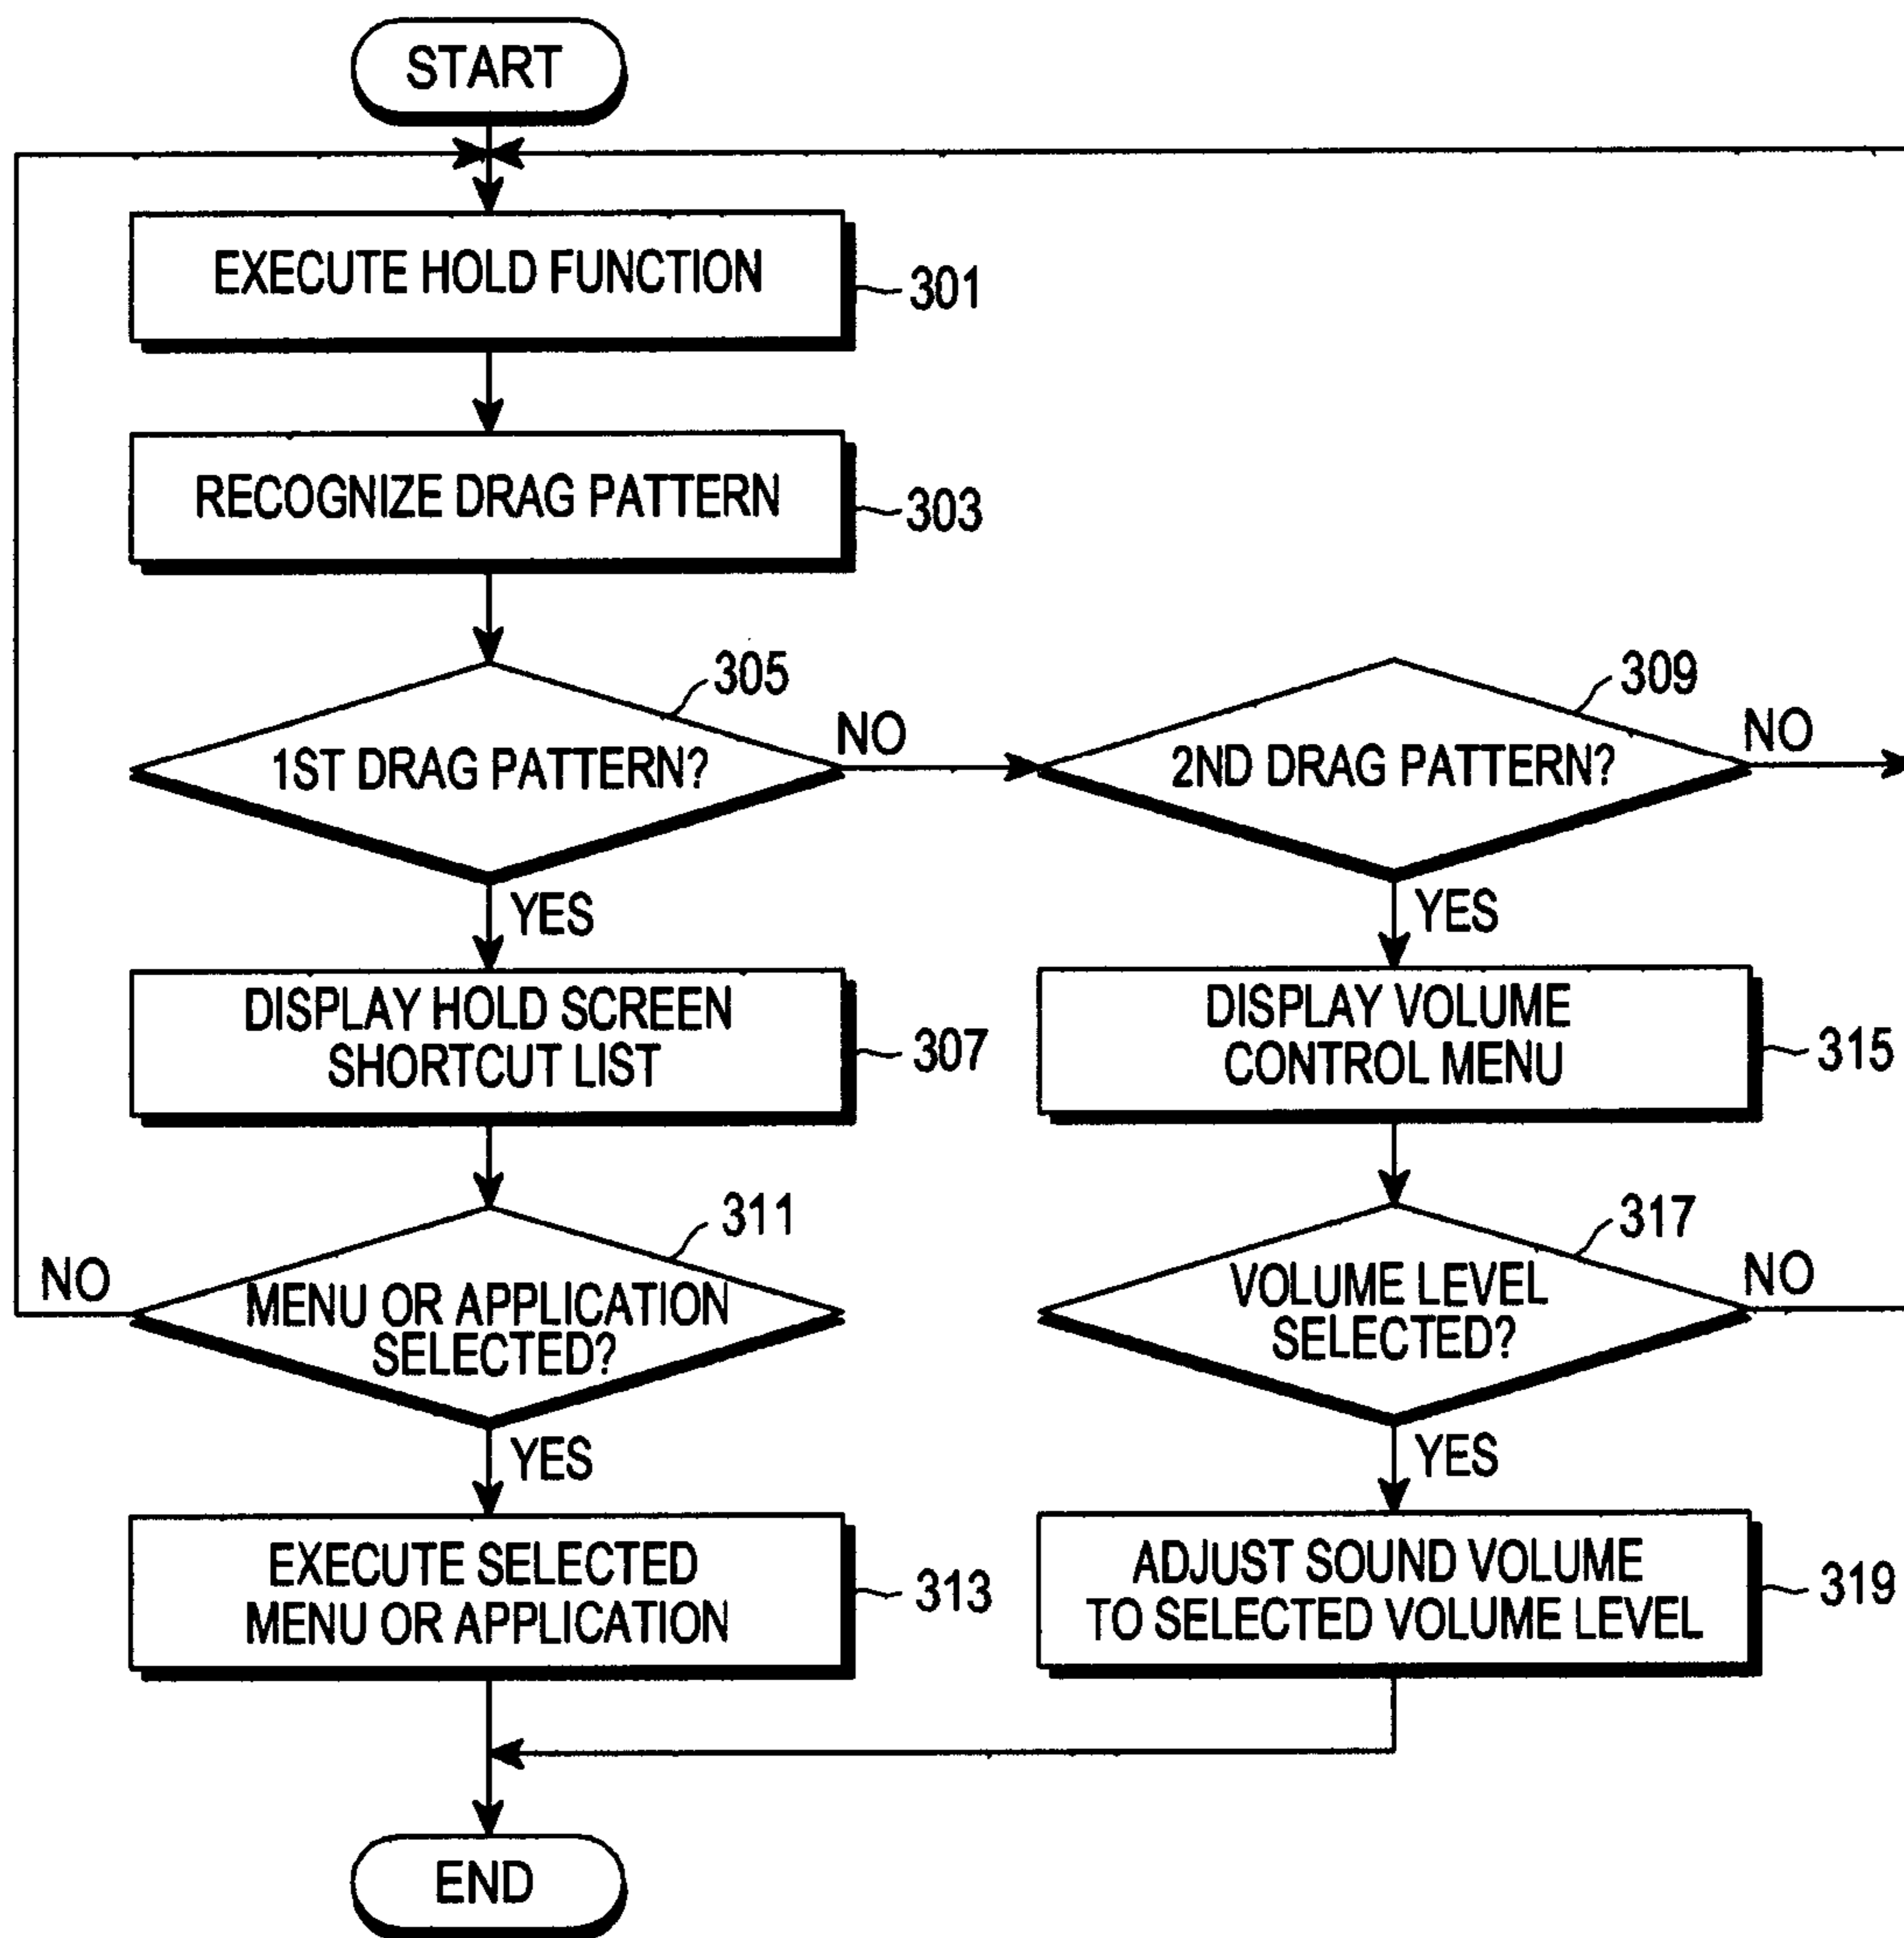 START
EXECUTE HOLD FUNCTION
301
RECOGNIZE DRAG PATTERN
303
305
1ST DRAG PATTERN?
NO
309
2ND DRAG PATTERN?
NO
YES
YES
DISPLAY HOLD SCREEN
SHORTCUT LIST
307
DISPLAY VOLUME
CONTROL MENU
315
311
MENU OR APPLICATION
SELECTED?
NO
317
VOLUME LEVEL
SELECTED?
NO
YES
YES
EXECUTE SELECTED
MENU OR APPLICATION
313
ADJUST SOUND VOLUME
TO SELECTED VOLUME LEVEL
319
END